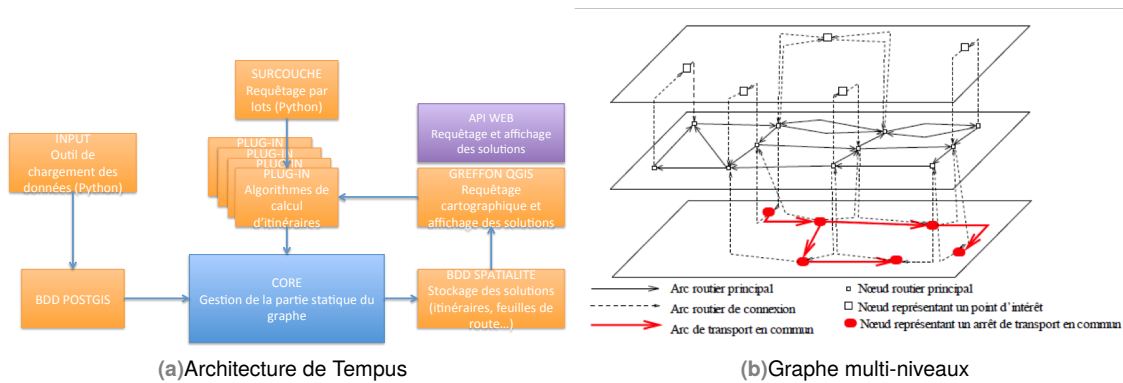 SURCOUCHE
Requêtage par
lots (Python)
API WEB
Requêtage et affichage
des solutions
INPUT
Outil de
chargement des
données (Python)
PLUG-IN
PLUG-IN
PLUG-IN
PLUG-IN
Algorithmes de
calcul
d'itinéraires
GREFFON QGIS
Requêtage
cartographique et
affichage des solutions
BDD POSTGIS
CORE
Gestion de la partie statique du
graphe
BDD SPATIALITE
Stockage des solutions
(itinéraires, feuilles de
route...)
(a)Architecture de Tempus
Arc routier principal
Arc routier de connexion
Arc de transport en commun
Nœud routier principal
Nœud représentant un point d'intérêt
Nœud représentant un arrêt de transport en commun
(b)Graphe multi-niveaux